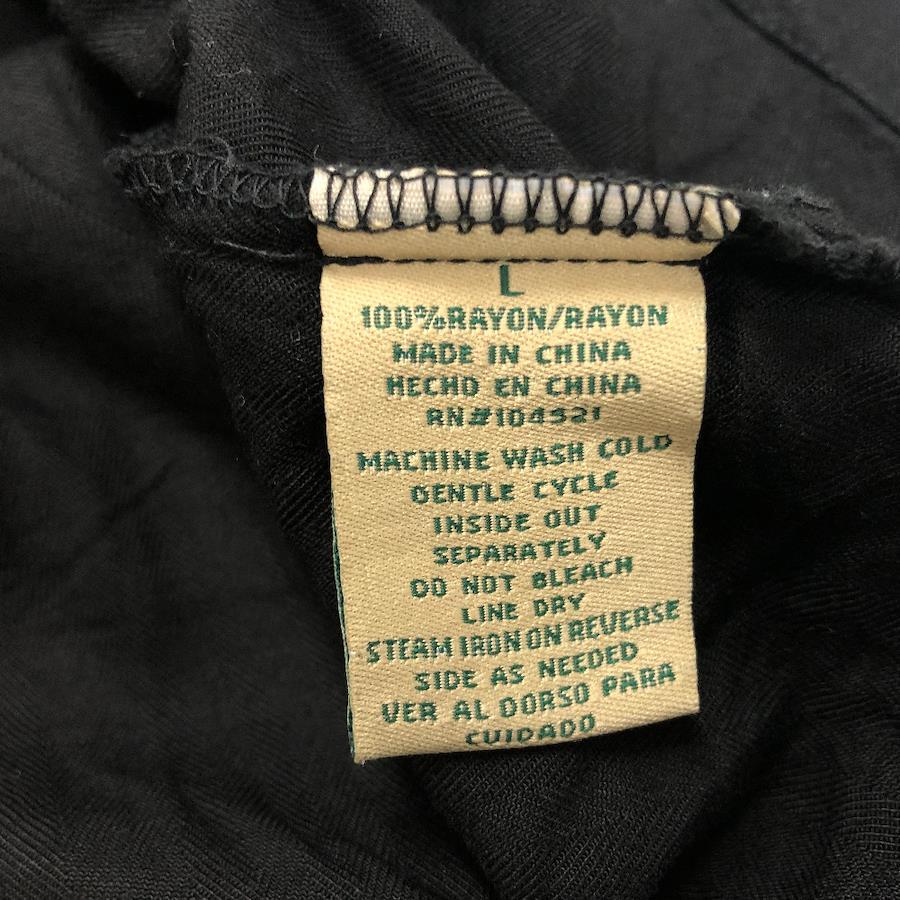 L
100%RAYON/RAYON
MADE IN CHINA
HECHO EN CHINA
RN#104521
MACHINE WASH COLD
GENTLE CYCLE
INSIDE OUT
SEPARATELY
DO NOT BLEACH
LINE DRY
STEAM IRON ON REVERSE
SIDE AS NEEDED
VER AL DORSO PARA
CUIDADO